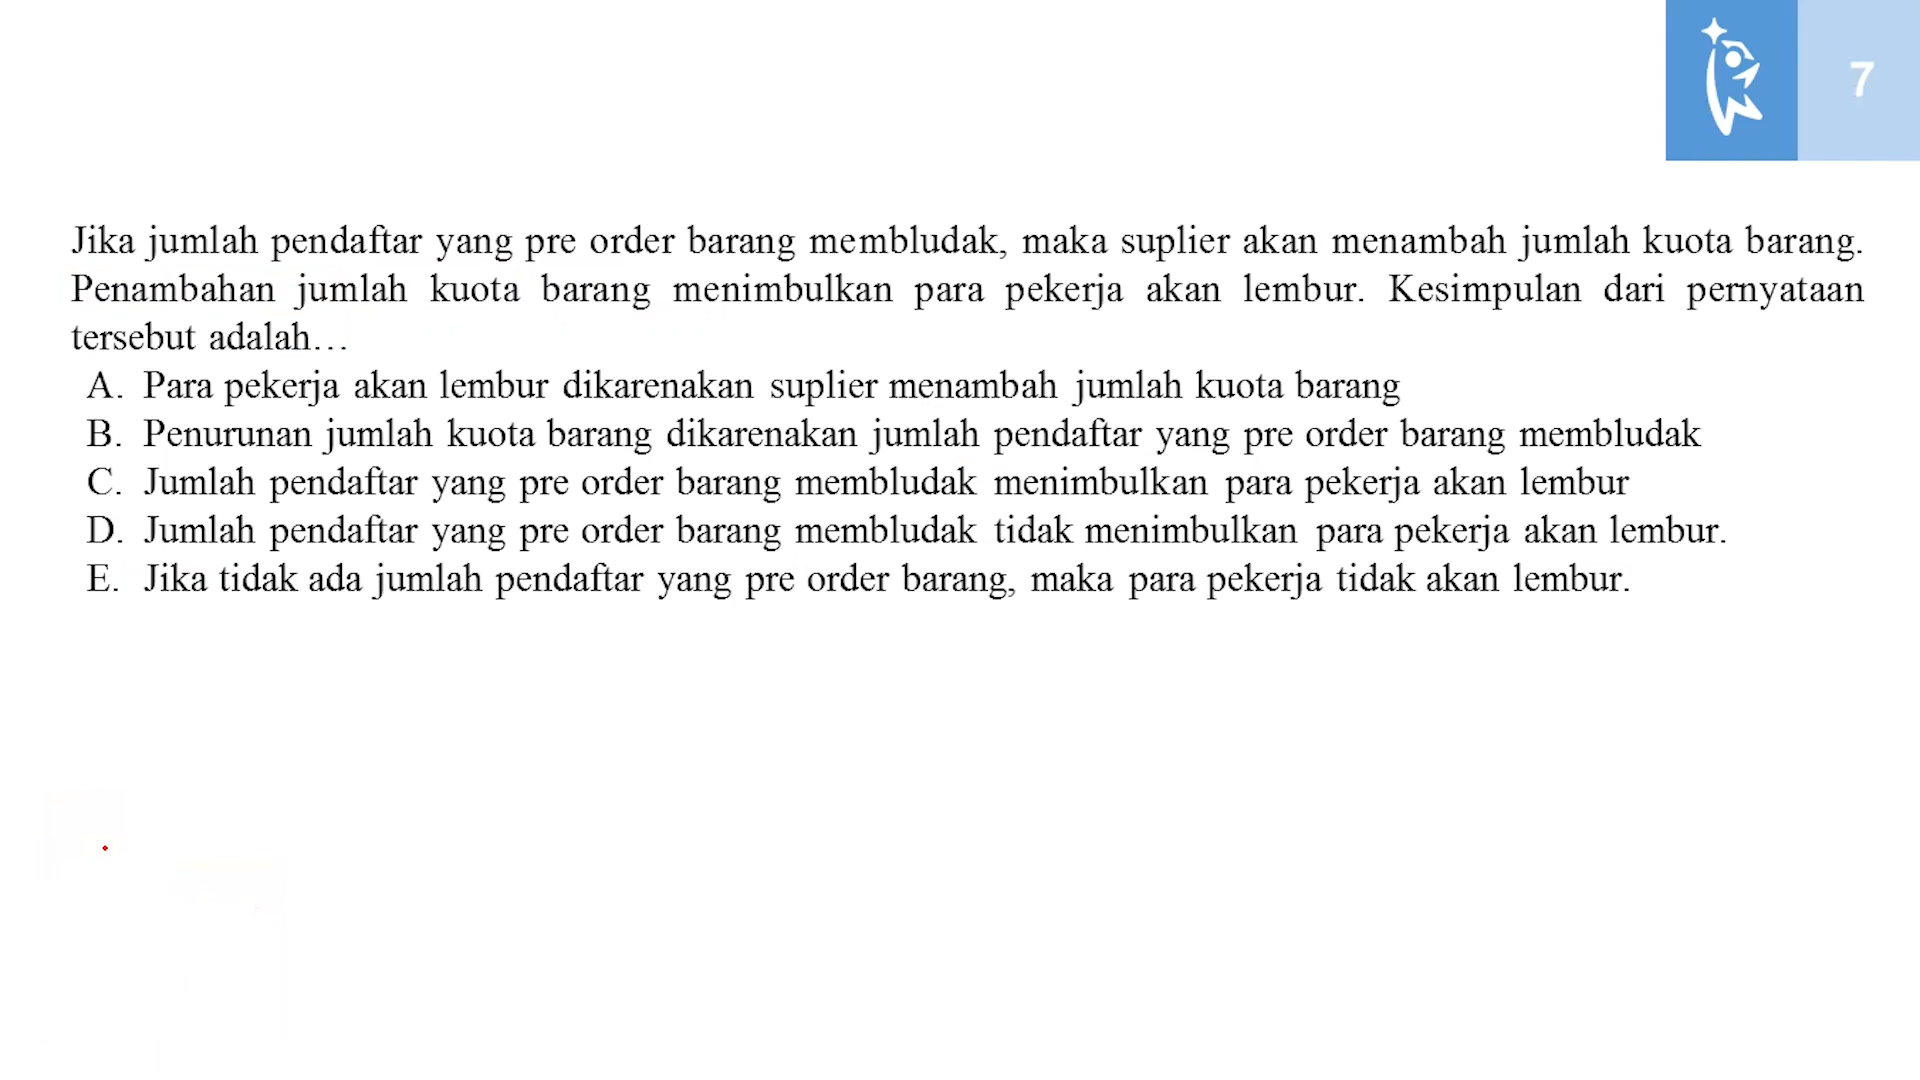 7
Jika jumlah pendaftar yang pre order barang membludak, maka suplier akan menambah jumlah kuota barang.
Penambahan jumlah kuota barang menimbulkan para pekerja akan lembur. Kesimpulan dari pernyataan
tersebut adalah…
A. Para pekerja akan lembur dikarenakan suplier menambah jumlah kuota barang
B. Penurunan jumlah kuota barang dikarenakan jumlah pendaftar yang pre order barang membludak
C. Jumlah pendaftar yang pre order barang membludak menimbulkan para pekerja akan lembur
D. Jumlah pendaftar yang pre order barang membludak tidak menimbulkan para pekerja akan lembur.
E. Jika tidak ada jumlah pendaftar yang pre order barang, maka para pekerja tidak akan lembur.